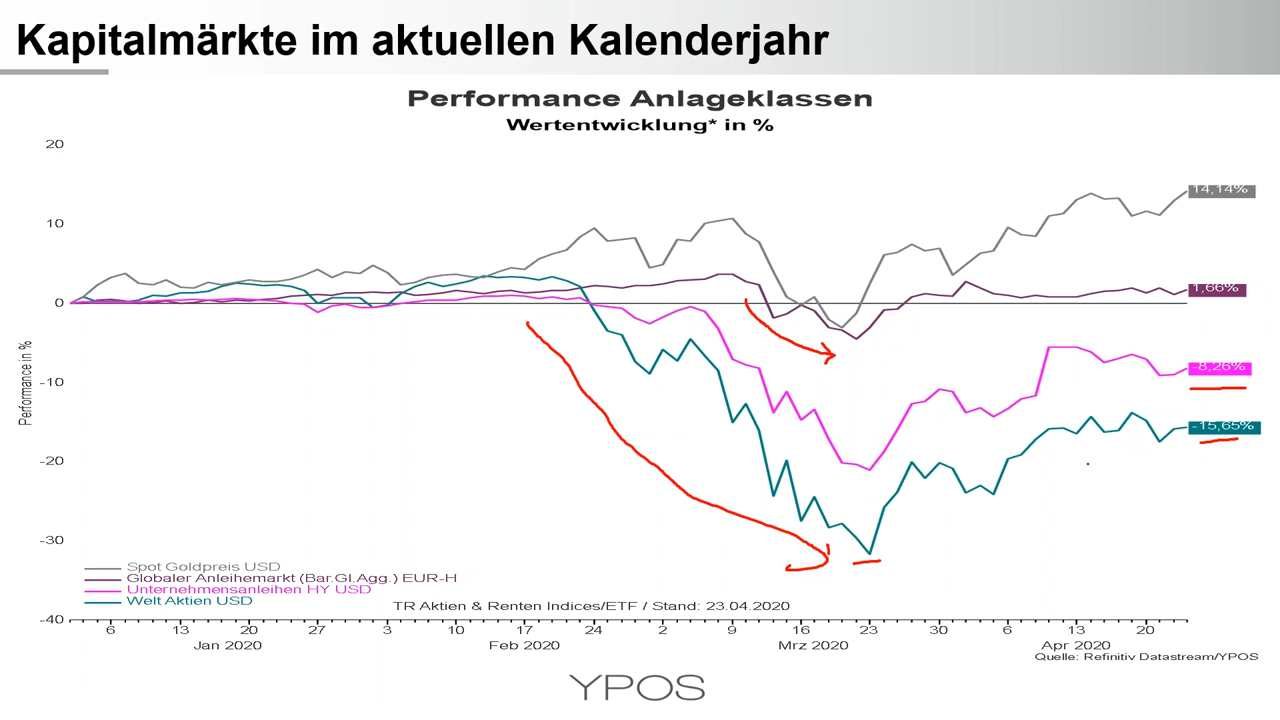 Kapitalmärkte im aktuellen Kalenderjahr
Performance Anlageklassen
Wertentwicklung* in %
20
10
0
-10
-20
-30
-40
Performance in %
14,14%
1,66%
-8,26%
-15,65%
Spot Goldpreis USD
Globaler Anleihemarkt (Bar.Gl.Agg.) EUR-H
Unternehmensanleihen HY USD
Welt Aktien USD
TR Aktien & Renten Indices/ETF / Stand: 23.04.2020
6 13 20 27 3 10 17 24 2 9 16 23 30 6 13 20
Jan 2020 Feb 2020 Mrz 2020 Apr 2020
Quelle: Refinitiv Datastream/YPOS
YPOS